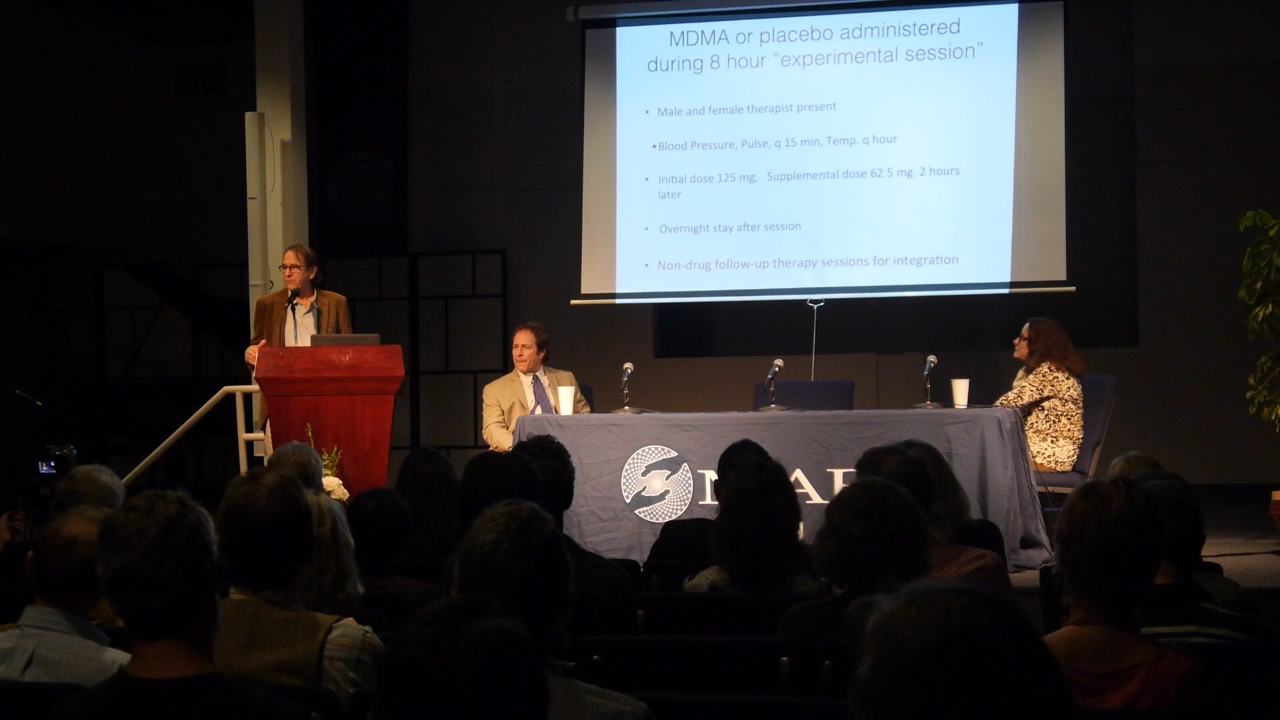 MDMA or placebo administered
during 8 hour “experimental session”
• Male and female therapist present
•Blood Pressure, Pulse, q 15 min, Temp. q hour
• Initial dose 125 mg, Supplemental dose 62.5 mg. 2 hours
later
• Overnight stay after session
• Non-drug follow-up therapy sessions for integration